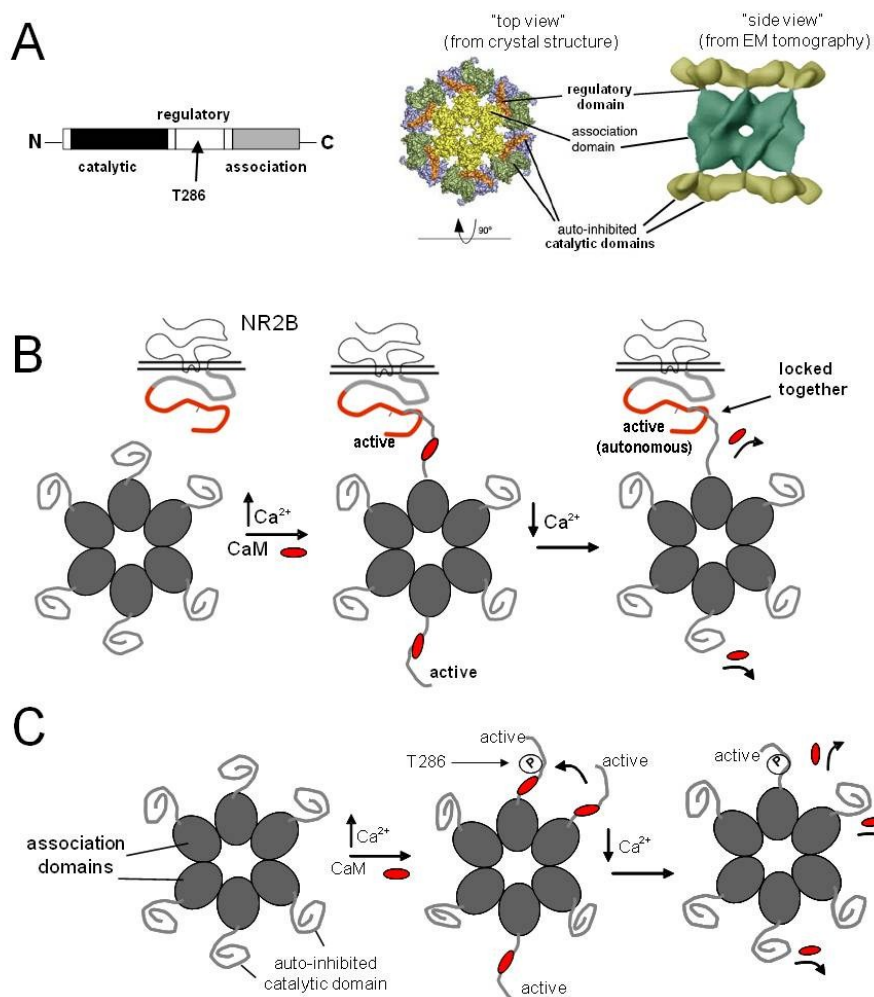 A
N
regulatory
C
catalytic
association
T286
"top view"
(from crystal structure)
"side view"
(from EM tomography)
regulatory
domain
association
domain
auto-inhibited
catalytic domains
90°
B
NR2B
active
Ca²⁺
CaM
active
Ca²⁺
locked
together
active
(autonomous)
C
association
domains
auto-inhibited
catalytic domain
Ca²⁺
CaM
T286
active
P
active
active
Ca²⁺
active
P